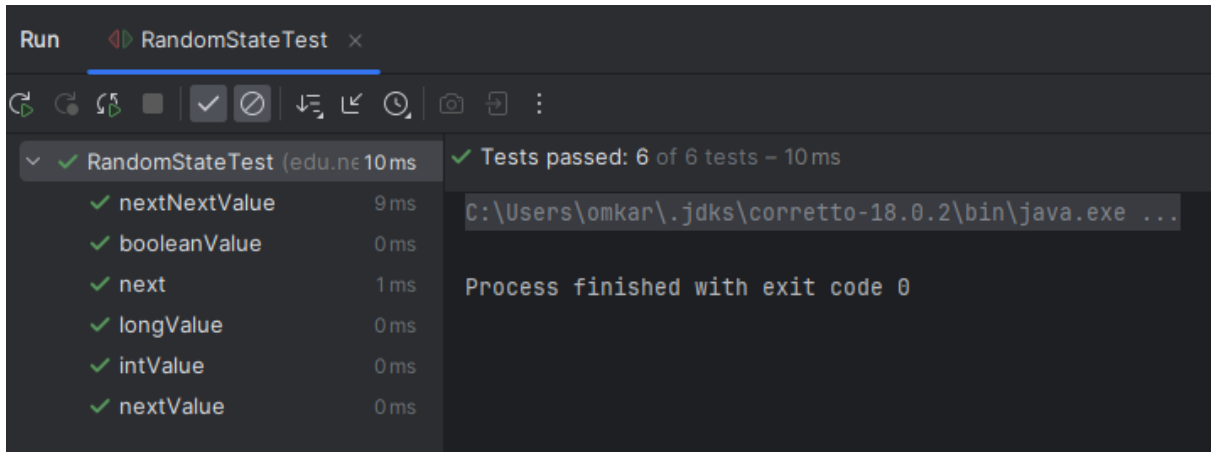 Run RandomStateTest ×
RandomStateTest (edu.ne 10 ms
nextNextValue 9 ms
booleanValue 0 ms
next 1 ms
longValue 0 ms
intValue 0 ms
nextValue 0 ms
Tests passed: 6 of 6 tests – 10 ms
C:\Users\omkar\.jdks\corretto-18.0.2\bin\java.exe ...
Process finished with exit code 0